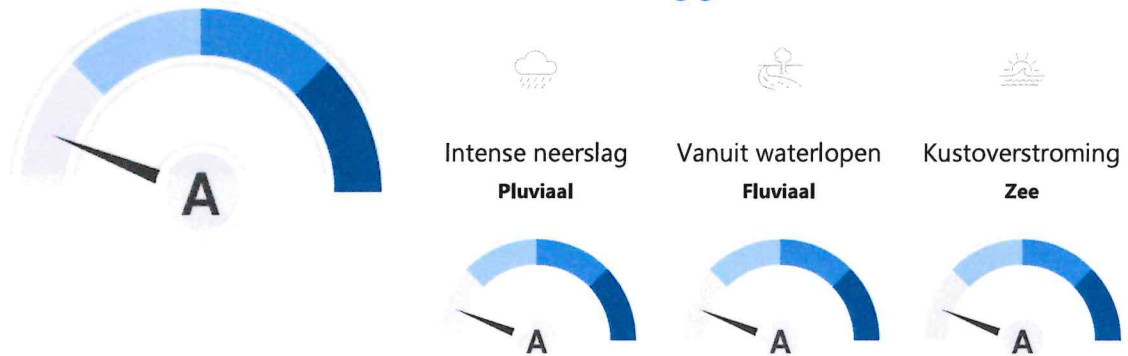 A
Intense neerslag
Pluviaal
A
Vanuit waterlopen
Fluviaal
A
Kustoverstroming
Zee
A